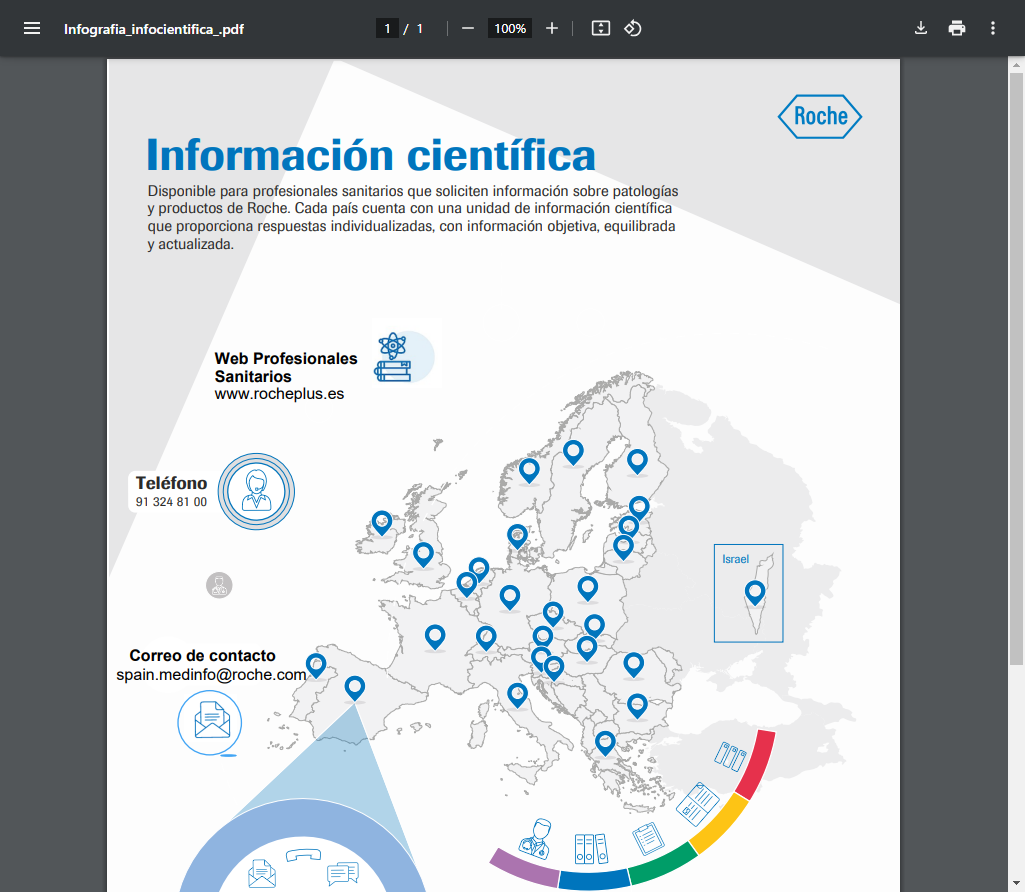 Infografia_infocientifica_.pdf
1 / 1
100%
Roche
Información científica
Disponible para profesionales sanitarios que soliciten información sobre patologías
y productos de Roche. Cada país cuenta con una unidad de información científica
que proporciona respuestas individualizadas, con información objetiva, equilibrada
y actualizada.
Web Profesionales
Sanitarios
www.rocheplus.es
Teléfono
91 324 81 00
Israel
Correo de contacto
spain.medinfo@roche.com